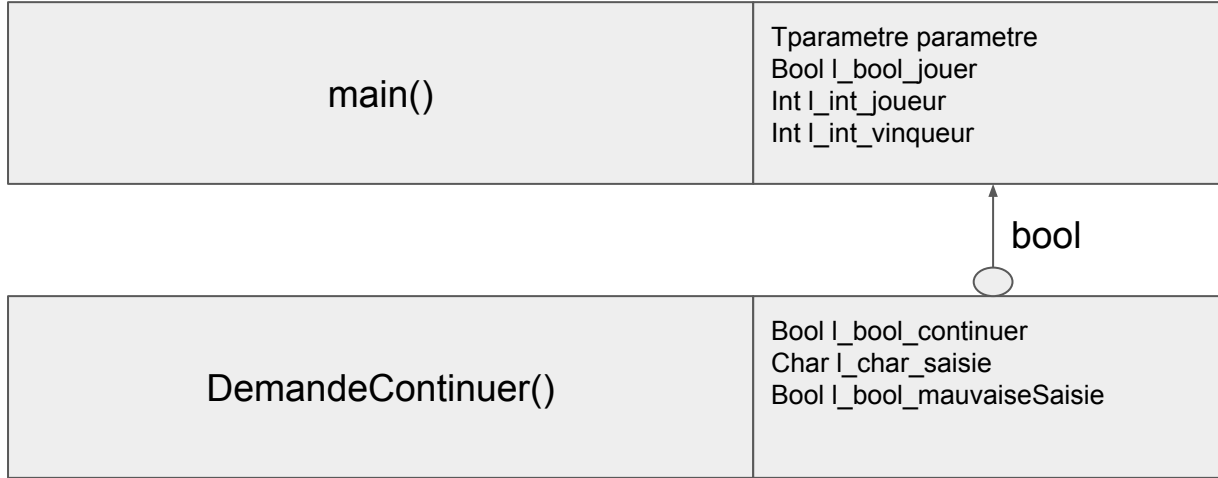 main()
Tparametre parametre
Bool l_bool_jouer
Int l_int_joueur
Int l_int_vinqueur
bool
DemandeContinuer()
Bool l_bool_continuer
Char l_char_saisie
Bool l_bool_mauvaiseSaisie